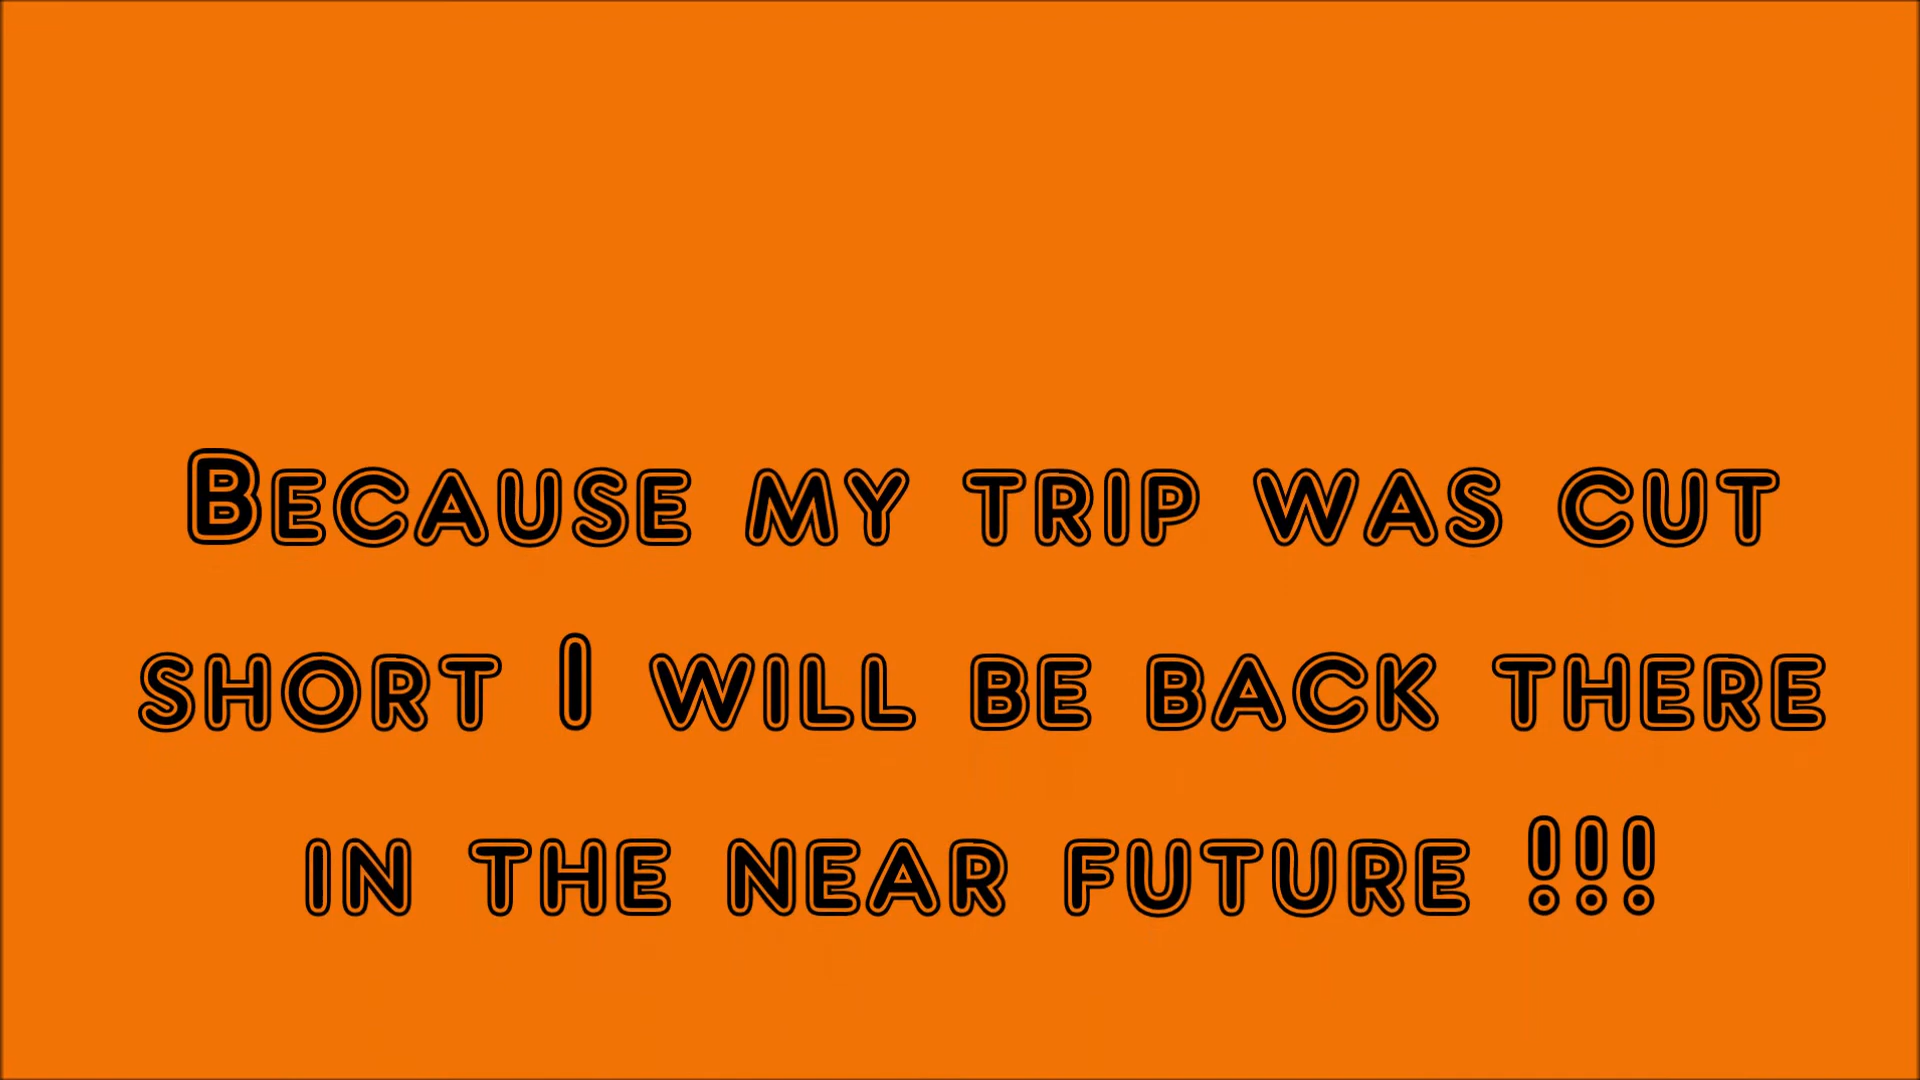 Because my trip was cut
short I will be back there
in the near future !!!